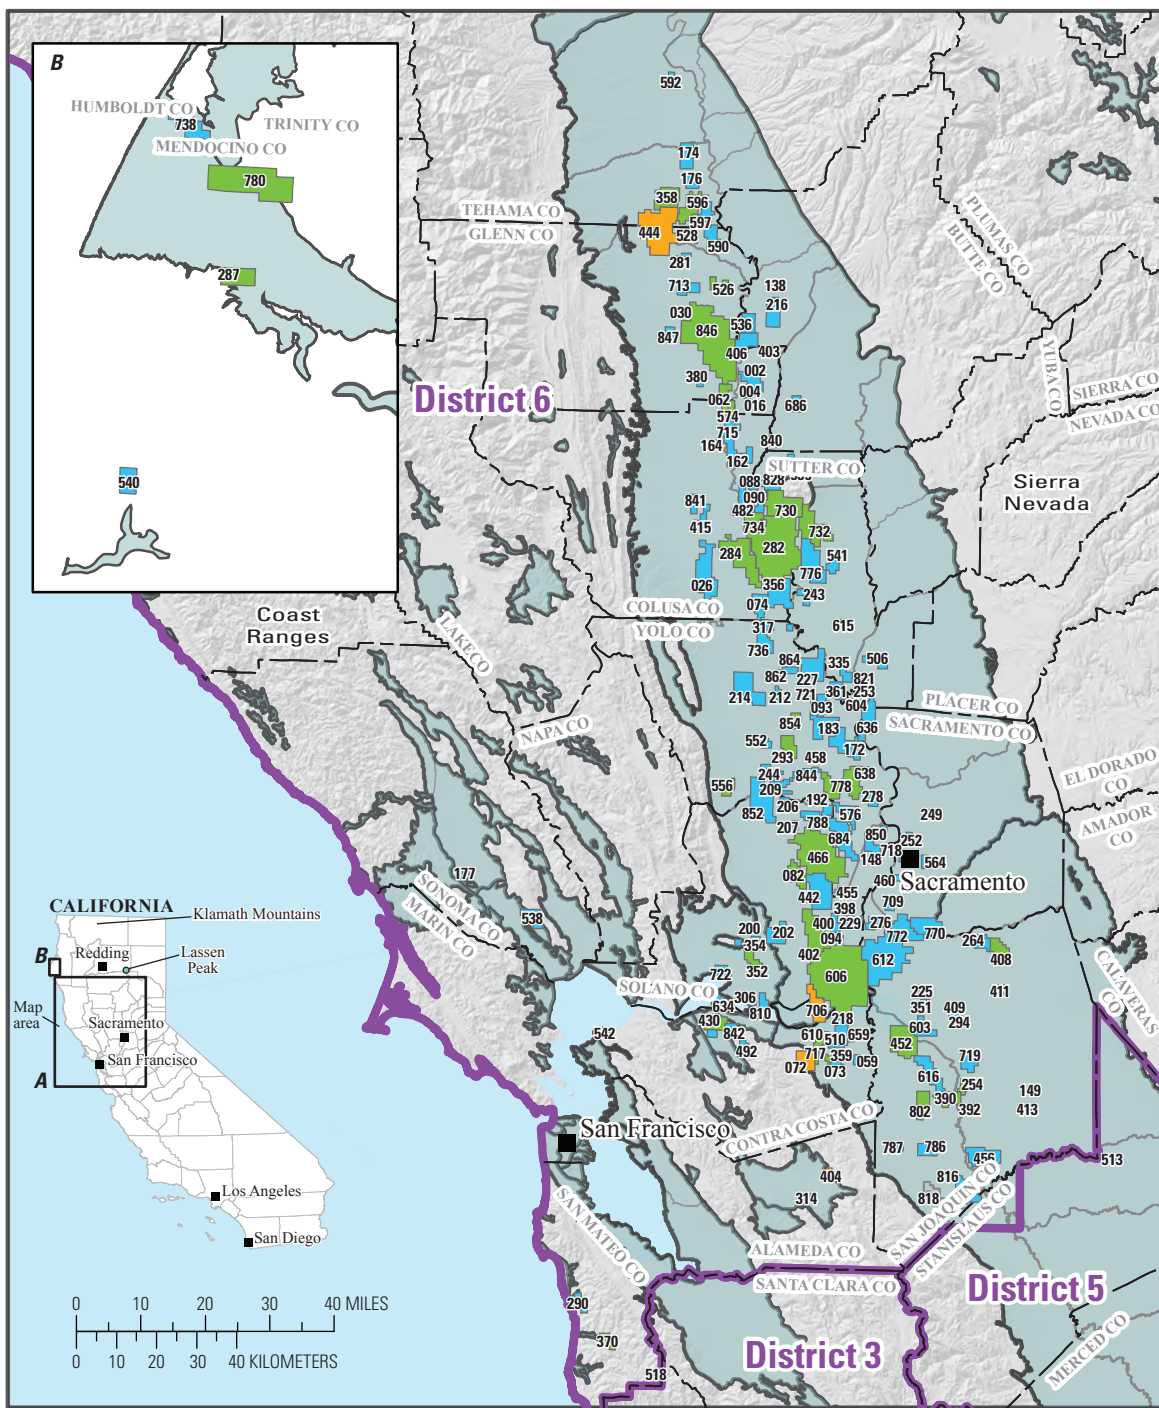 B
HUMBOLDT CO
738
TRINITY CO
MENDOCINO CO
780
287
540
592
174
176
358
596
TEHAMA CO
GLENN CO
444
597
528
590
PLUMAS CO
BUTTE CO
281
713
526
138
216
030
846
536
847
406
403
380
002
004
062
016
686
574
715
164
840
162
YUBA CO
SIERRA CO
NEVADA CO
District 6
SUTTER CO
088
828
841
090
482
730
415
734
732
284
282
541
776
026
356
074
243
Sierra
Nevada
COLUSA CO
YOLO CO
317
615
736
Coast
Ranges
LAKE CO
864
335
506
862
227
821
214
212
721
361
253
093
604
PLACER CO
SACRAMENTO CO
NAPA CO
854
183
636
552
172
293
458
244
844
638
556
209
778
278
206
192
852
576
249
207
788
EL DORADO
CO
AMADOR
CO
684
850
252
718
466
148
564
Sacramento
082
460
442
455
709
398
177
SONOMA CO
MARIN CO
538
200
202
400
229
276
354
094
772
770
264
402
408
612
352
606
722
SOLANO CO
225
411
306
351
409
634
810
706
294
430
218
603
CALAVERAS
CO
842
610
510
659
452
542
492
717
359
059
719
072
073
616
254
149
390
802
392
413
San Francisco
CONTRA COSTA CO
787
786
456
513
404
816
314
818
SAN JOAQUIN CO
STANISLAUS CO
SAN MATEO CO
ALAMEDA CO
SANTA CLARA CO
District 5
290
370
518
District 3
MERCED CO
CALIFORNIA
Klamath Mountains
B
Redding
Lassen
Peak
Map
area
Sacramento
San Francisco
A
Los Angeles
San Diego
0 10 20 30 40 MILES
0 10 20 30 40 KILOMETERS